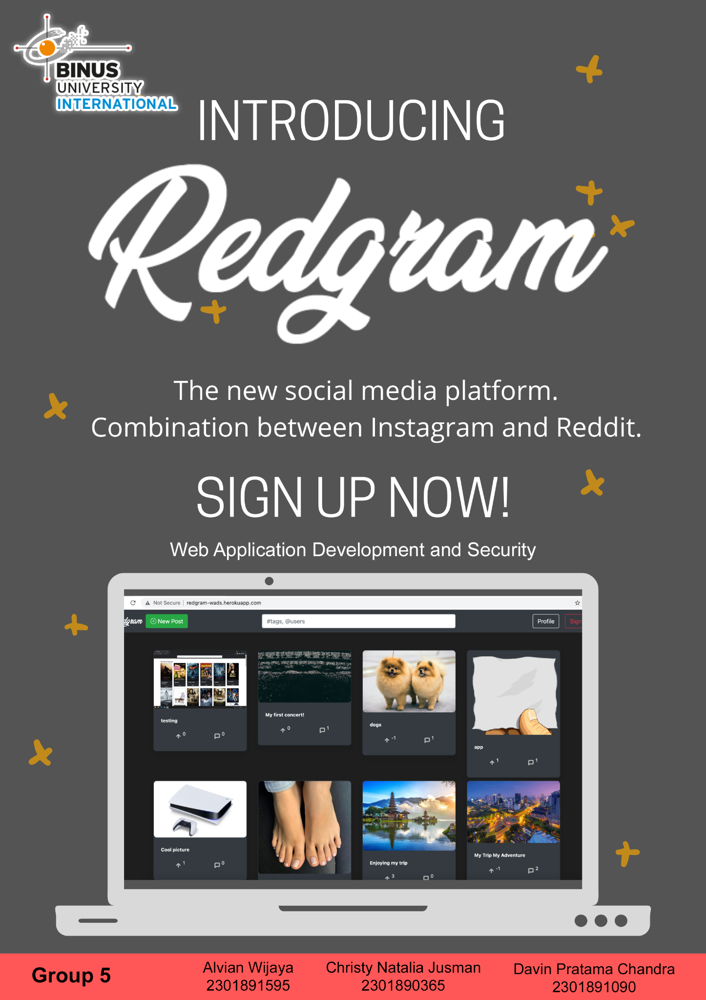 BINUS
UNIVERSITY
INTERNATIONAL
INTRODUCING
Redgram
The new social media platform.
Combination between Instagram and Reddit.
SIGN UP NOW!
Web Application Development and Security
Not Secure | redgram-wads.herokuapp.com
dgram
New Post
#tags, @users
Profile
Sign
testing
0 0
My first concert!
0 1
dogs
-1 1
app
1 1
Cool picture
1 0
Enjoying my trip
3 0
My Trip My Adventure
-1 2
Group 5
Alvian Wijaya
2301891595
Christy Natalia Jusman
2301890365
Davin Pratama Chandra
2301891090